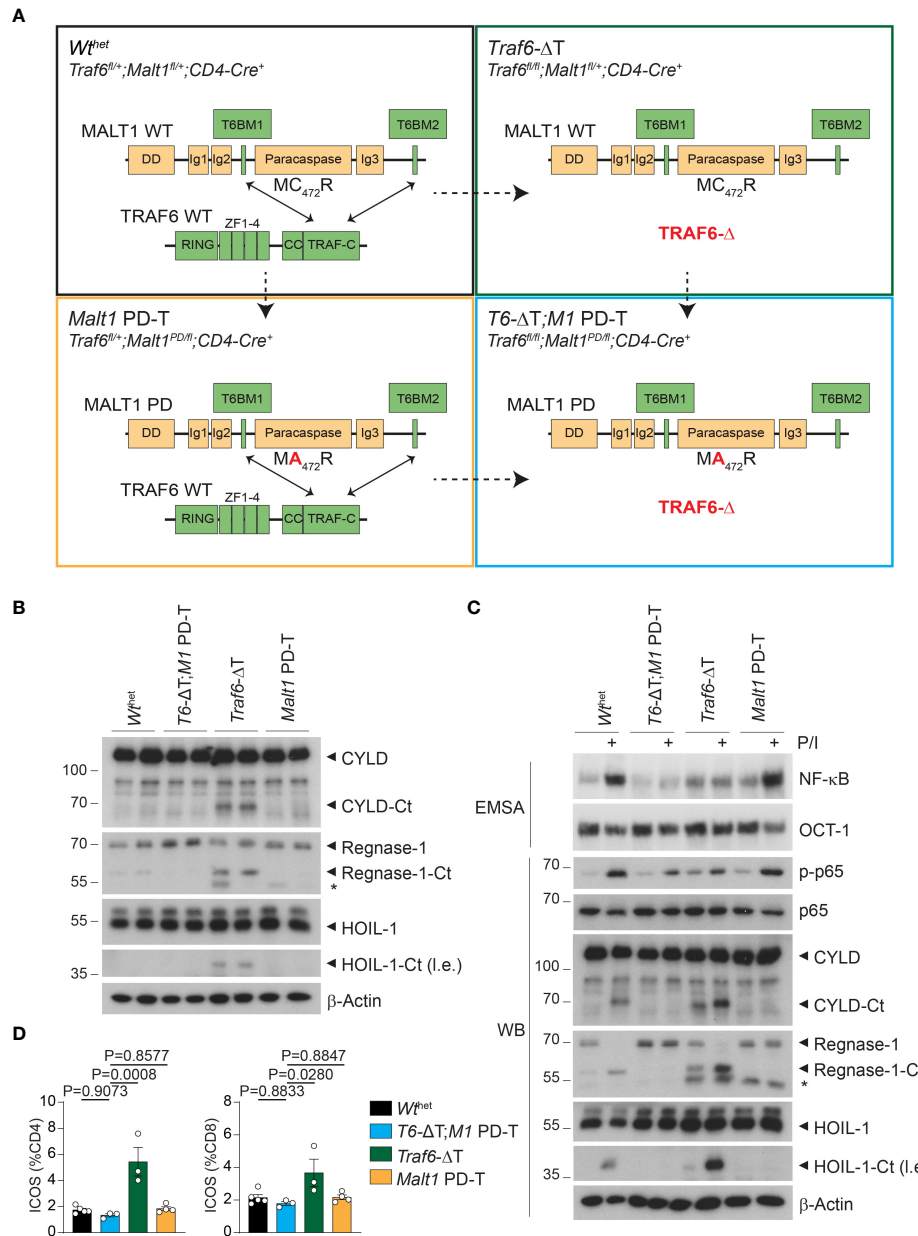 A
Wt^het
Traf6^fl/+;Malt1^fl/+;CD4-Cre⁺
T6BM1 T6BM2
MALT1 WT
DD Ig1 Ig2 Paracaspase Ig3
MC₄₇₂R
TRAF6 WT
ZF1-4
RING CC TRAF-C
Traf6-ΔT
Traf6^fl/fl;Malt1^fl/+;CD4-Cre⁺
T6BM1 T6BM2
MALT1 WT
DD Ig1 Ig2 Paracaspase Ig3
MC₄₇₂R
TRAF6-Δ
Malt1 PD-T
Traf6^fl/+;Malt1^PD/fl;CD4-Cre⁺
T6BM1 T6BM2
MALT1 PD
DD Ig1 Ig2 Paracaspase Ig3
MA₄₇₂R
TRAF6 WT
ZF1-4
RING CC TRAF-C
T6-ΔT;M1 PD-T
Traf6^fl/fl;Malt1^PD/fl;CD4-Cre⁺
T6BM1 T6BM2
MALT1 PD
DD Ig1 Ig2 Paracaspase Ig3
MA₄₇₂R
TRAF6-Δ
B
Wt^het
T6-ΔT;M1 PD-T
Traf6-ΔT
Malt1 PD-T
CYLD
100
CYLD-Ct
70
70 Regnase-1
Regnase-1-Ct
55 *
55 HOIL-1
HOIL-1-Ct (l.e.)
35
β-Actin
C
Wt^het
T6-ΔT;M1 PD-T
Traf6-ΔT
Malt1 PD-T
+ + + + P/I
EMSA
NF-κB
OCT-1
WB
70 p-p65
70 p65
CYLD
100
CYLD-Ct
70
70 Regnase-1
Regnase-1-C
55 *
55 HOIL-1
HOIL-1-Ct (l.e
35
β-Actin
D
P=0.8577
P=0.0008
P=0.9073
ICOS (%CD4)
10
8
6
4
2
0
P=0.8847
P=0.0280
P=0.8833
ICOS (%CD8)
8
6
4
2
0
Wt^het
T6-ΔT;M1 PD-T
Traf6-ΔT
Malt1 PD-T